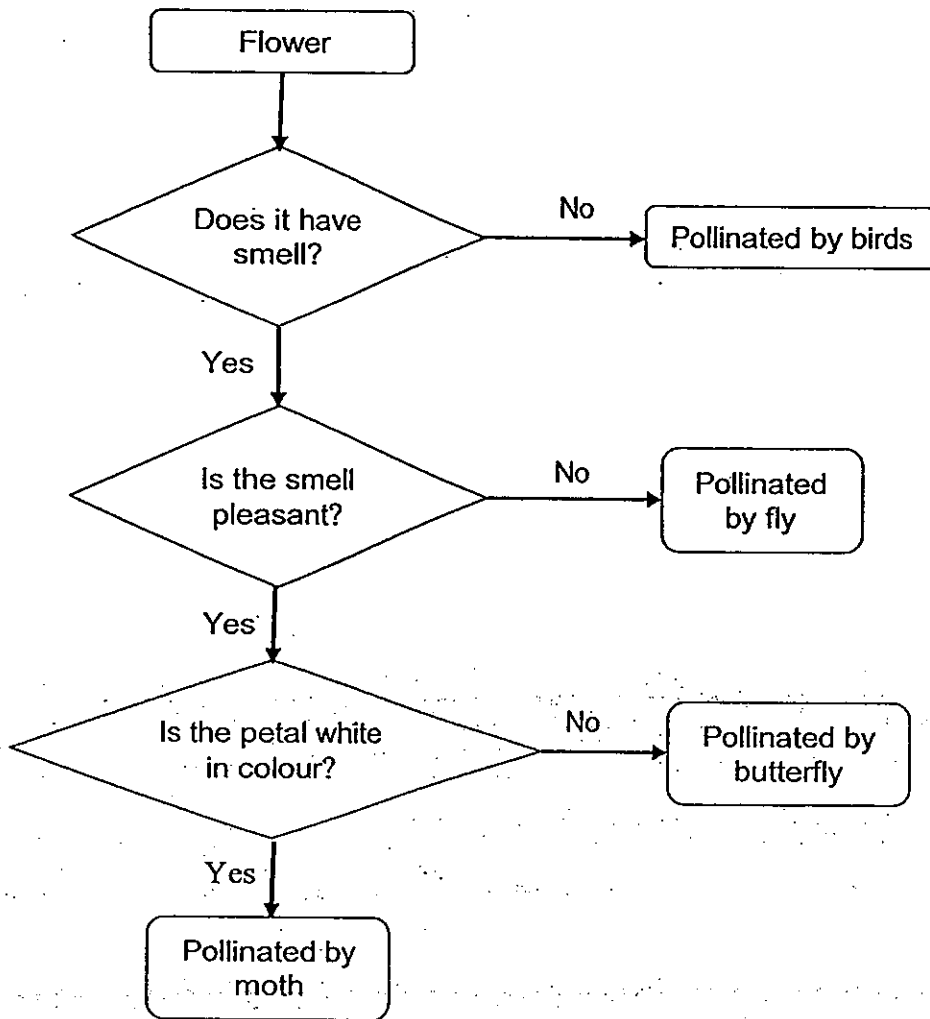 Flower
Does it have
smell?
No
Pollinated by birds
Yes
Is the smell
pleasant?
No
Pollinated
by fly
Yes
Is the petal white
in colour?
No
Pollinated by
butterfly
Yes
Pollinated by
moth